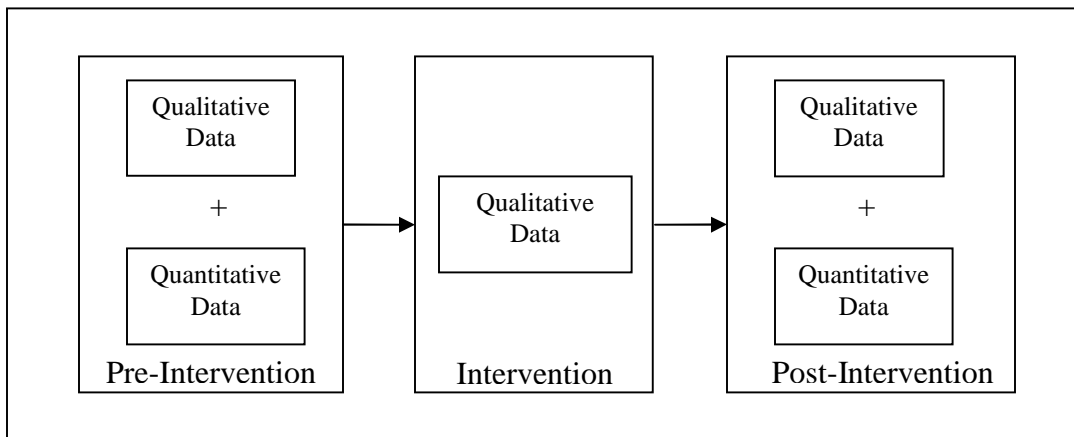 Qualitative
Data
+
Quantitative
Data
Pre-Intervention
Qualitative
Data
Intervention
Qualitative
Data
+
Quantitative
Data
Post-Intervention